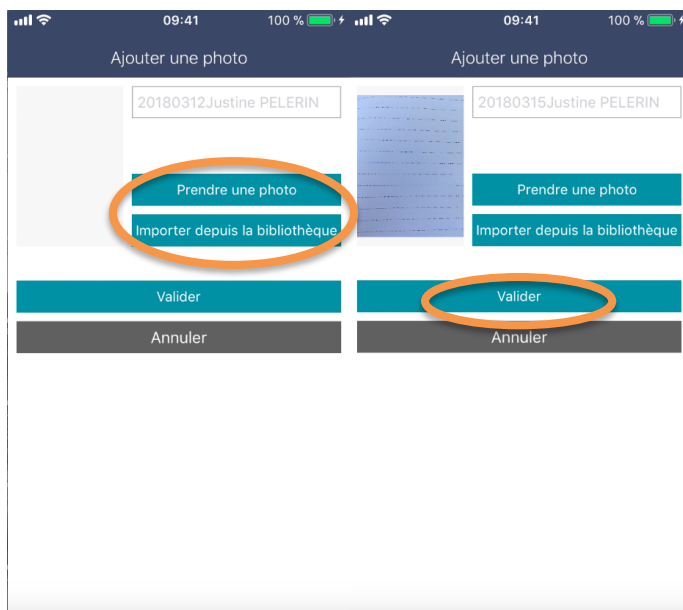 09:41 100 %
Ajouter une photo
20180312Justine PELERIN
Prendre une photo
Importer depuis la bibliothèque
Valider
Annuler
09:41 100 %
Ajouter une photo
20180315Justine PELERIN
Prendre une photo
Importer depuis la bibliothèque
Valider
Annuler